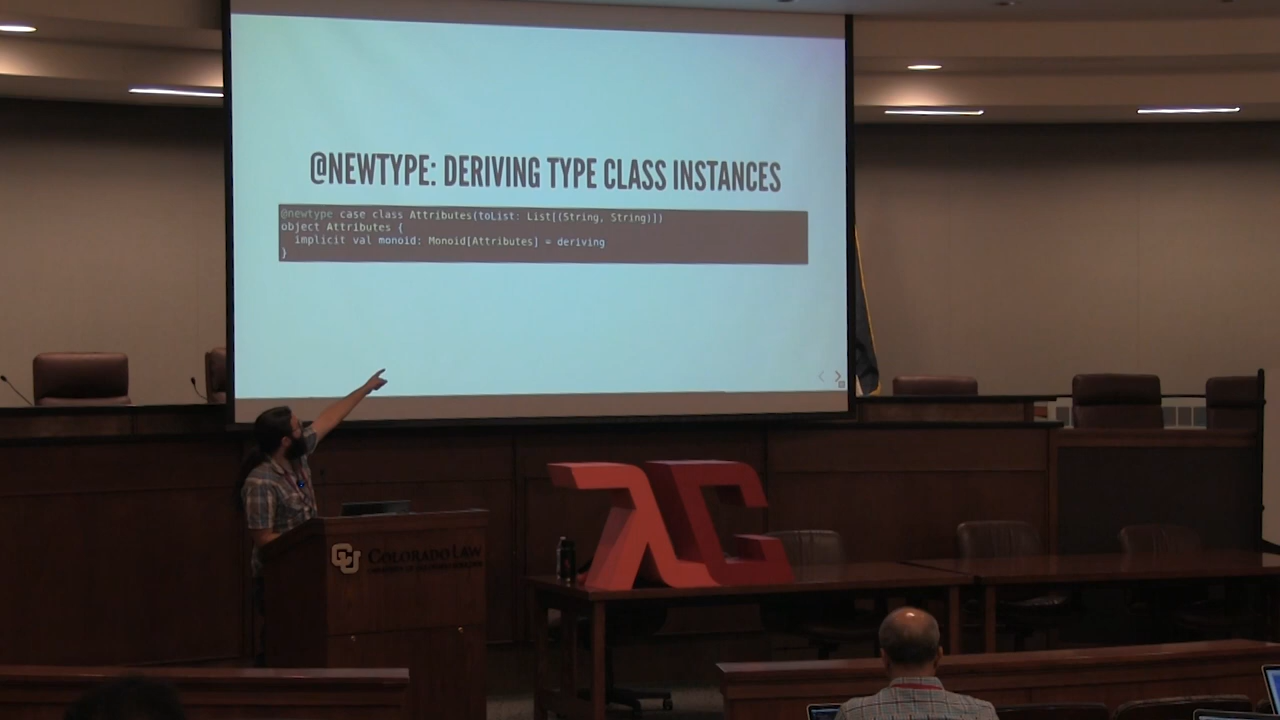 @NEWTYPE: DERIVING TYPE CLASS INSTANCES
@newtype case class Attributes(toList: List[(String, String)])
object Attributes {
implicit val monoid: Monoid[Attributes] = deriving
}
CU COLORADO LAW